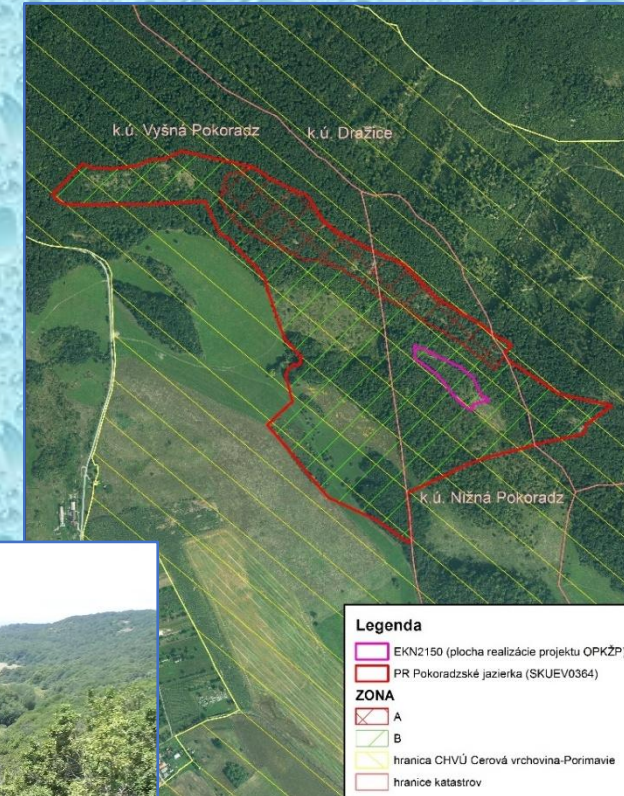 k.ú. Vyšná Pokoradz
k.ú. Dražice
k.ú. Nižná Pokoradz
Legenda
EKN2150 (plocha realizácie projektu OPKŽP)
PR Pokoradzské jazierka (SKUEV0364)
ZONA
A
B
hranica CHVÚ Cerová vrchovina-Porimavie
hranice katastrov